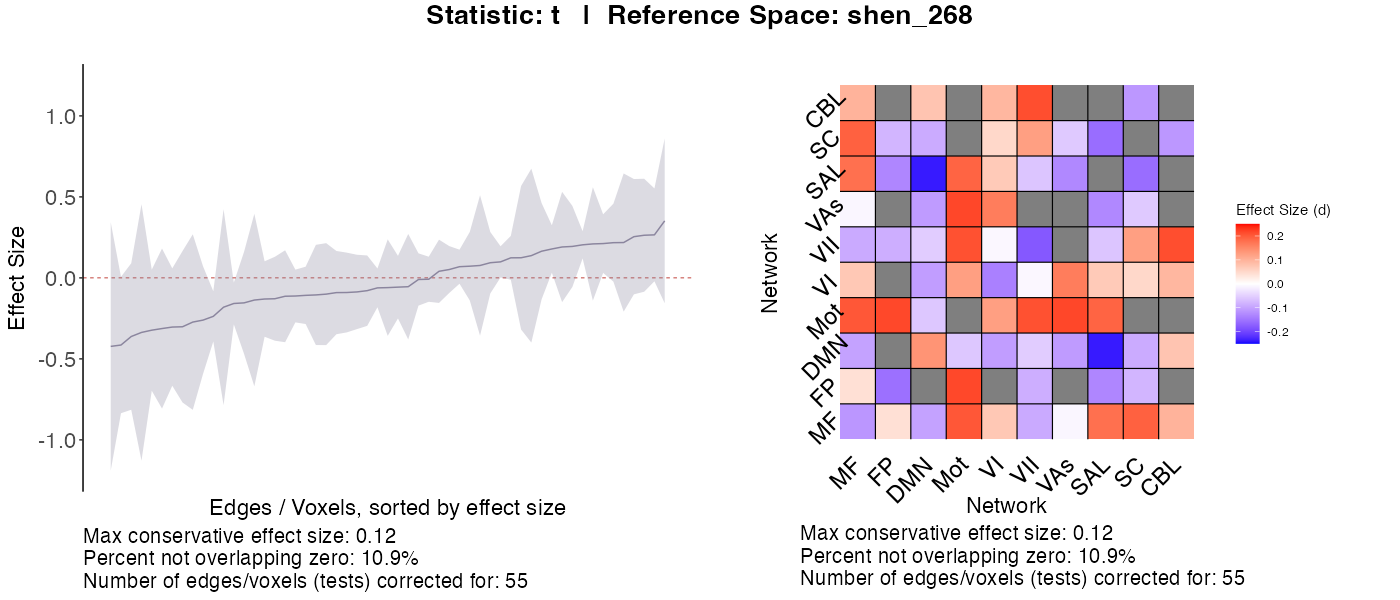 Statistic: t | Reference Space: shen_268
1.0
0.5
0.0
-0.5
-1.0
Effect Size
Edges / Voxels, sorted by effect size
Max conservative effect size: 0.12
Percent not overlapping zero: 10.9%
Number of edges/voxels (tests) corrected for: 55
CBL
SC
SAL
VAs
VII
VI
Mot
DMN
FP
MF
Network
MF
FP
DMN
Mot
VI
VII
VAs
SAL
SC
CBL
Network
Effect Size (d)
0.2
0.1
0.0
-0.1
-0.2
Max conservative effect size: 0.12
Percent not overlapping zero: 10.9%
Number of edges/voxels (tests) corrected for: 55